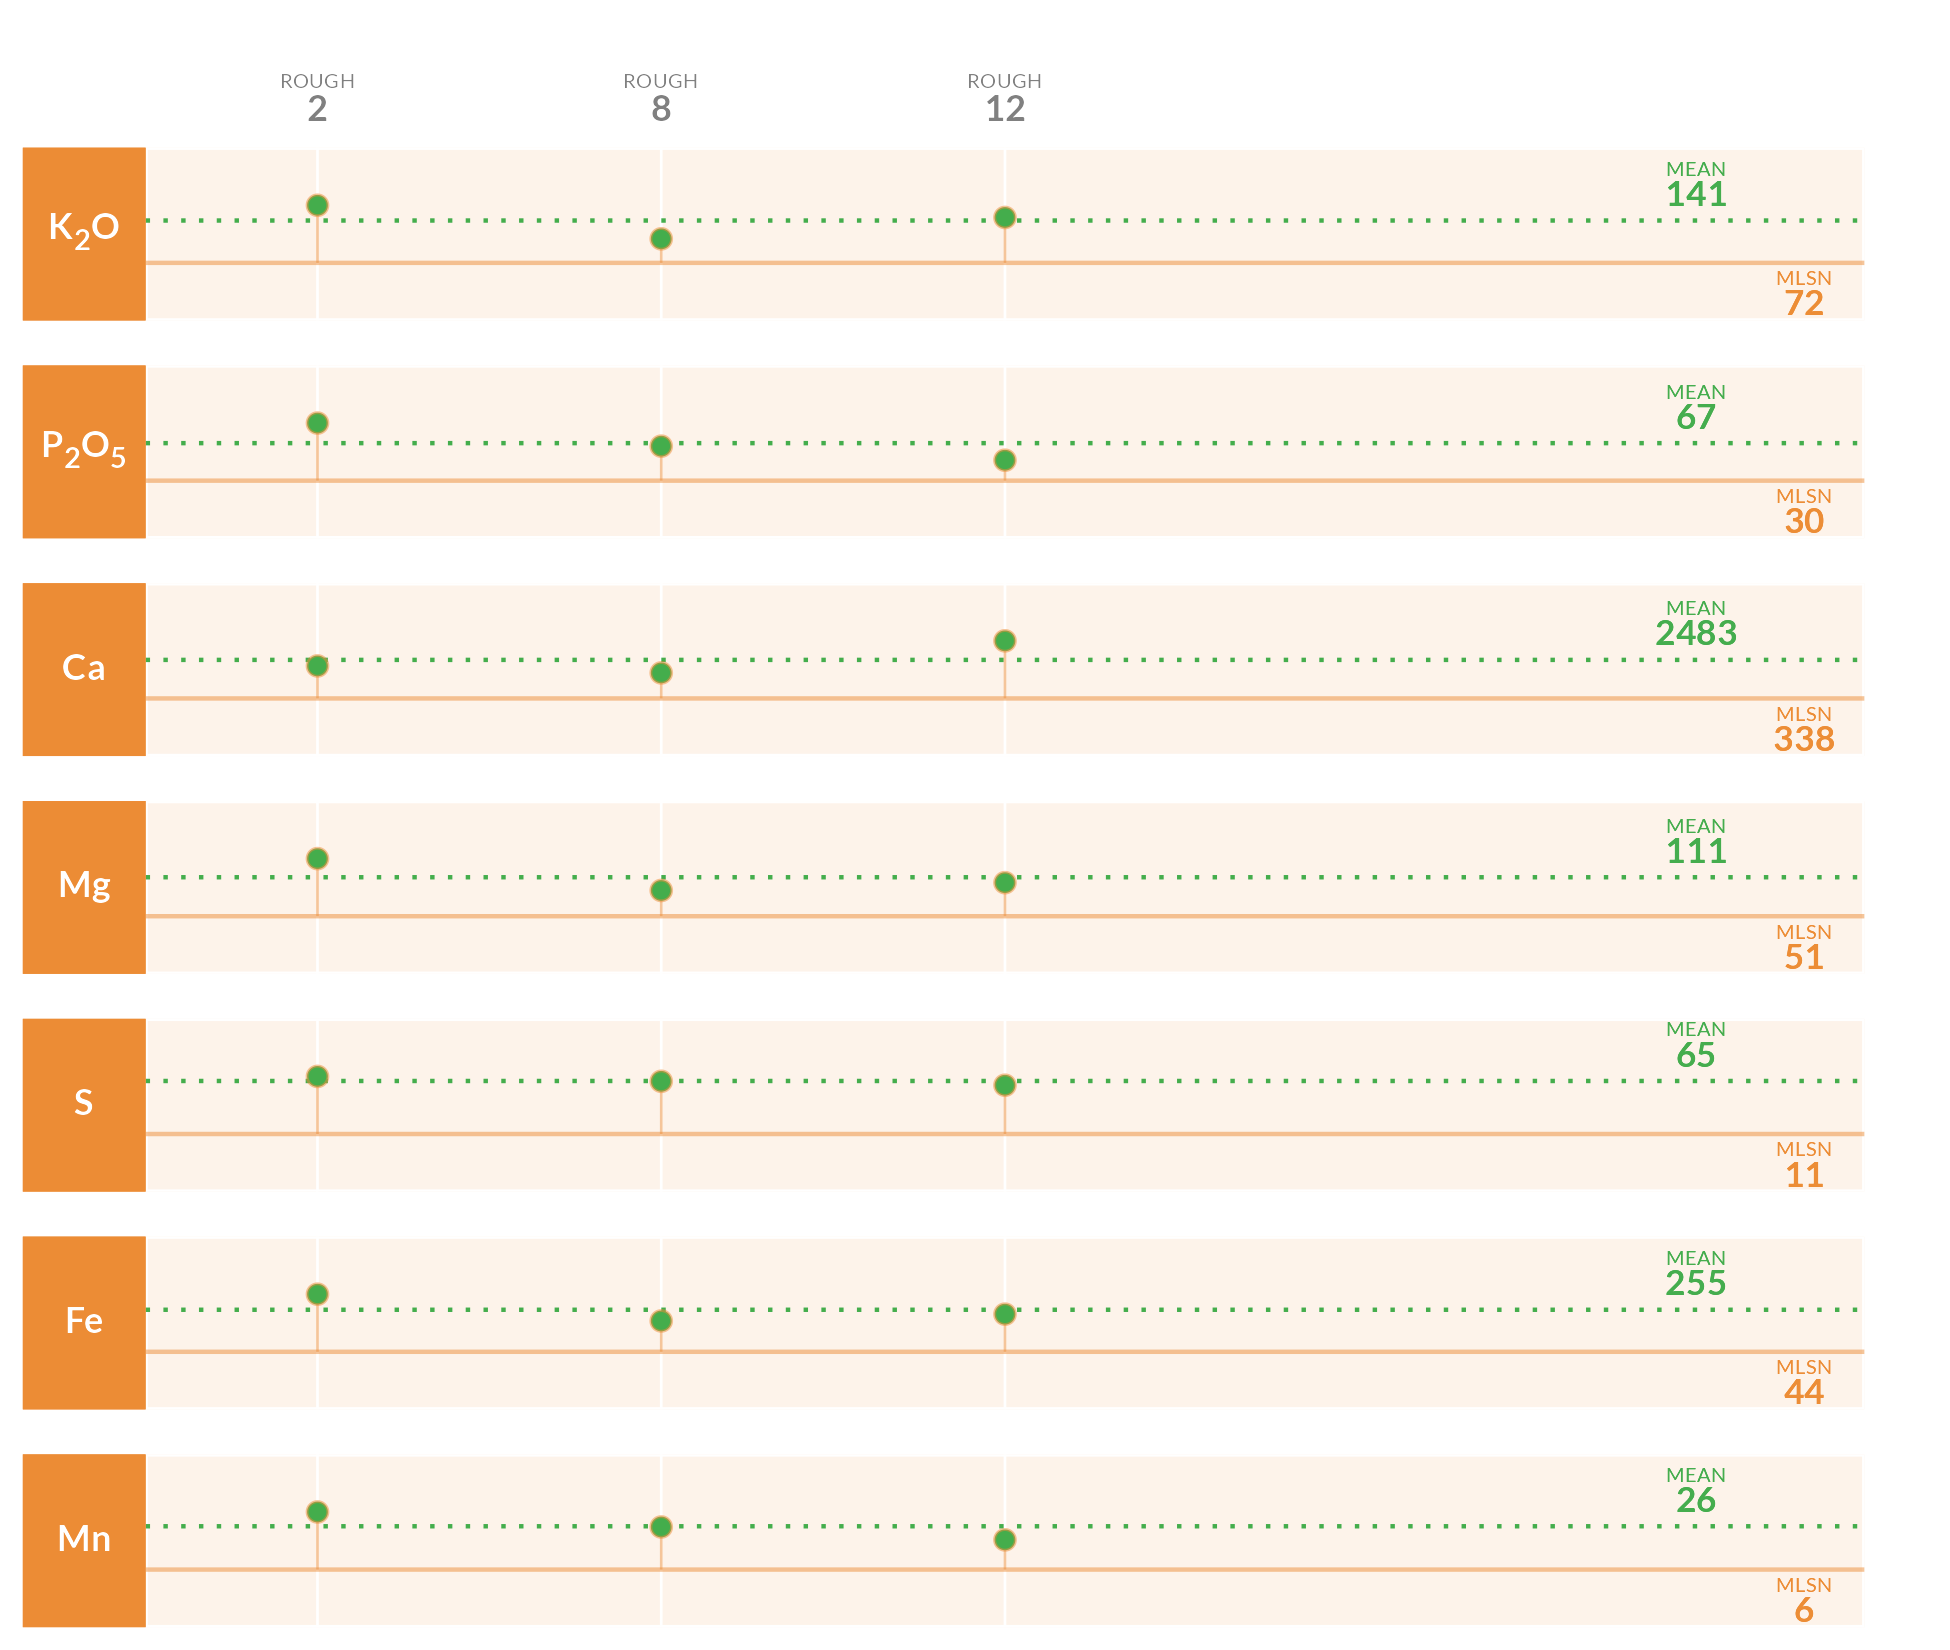 ROUGH ROUGH ROUGH
2 8 12
MEAN
141
K₂O
MLSN
72
MEAN
67
P₂O₅
MLSN
30
MEAN
2483
Ca
MLSN
338
MEAN
111
Mg
MLSN
51
MEAN
65
S
MLSN
11
MEAN
255
Fe
MLSN
44
MEAN
26
Mn
MLSN
6